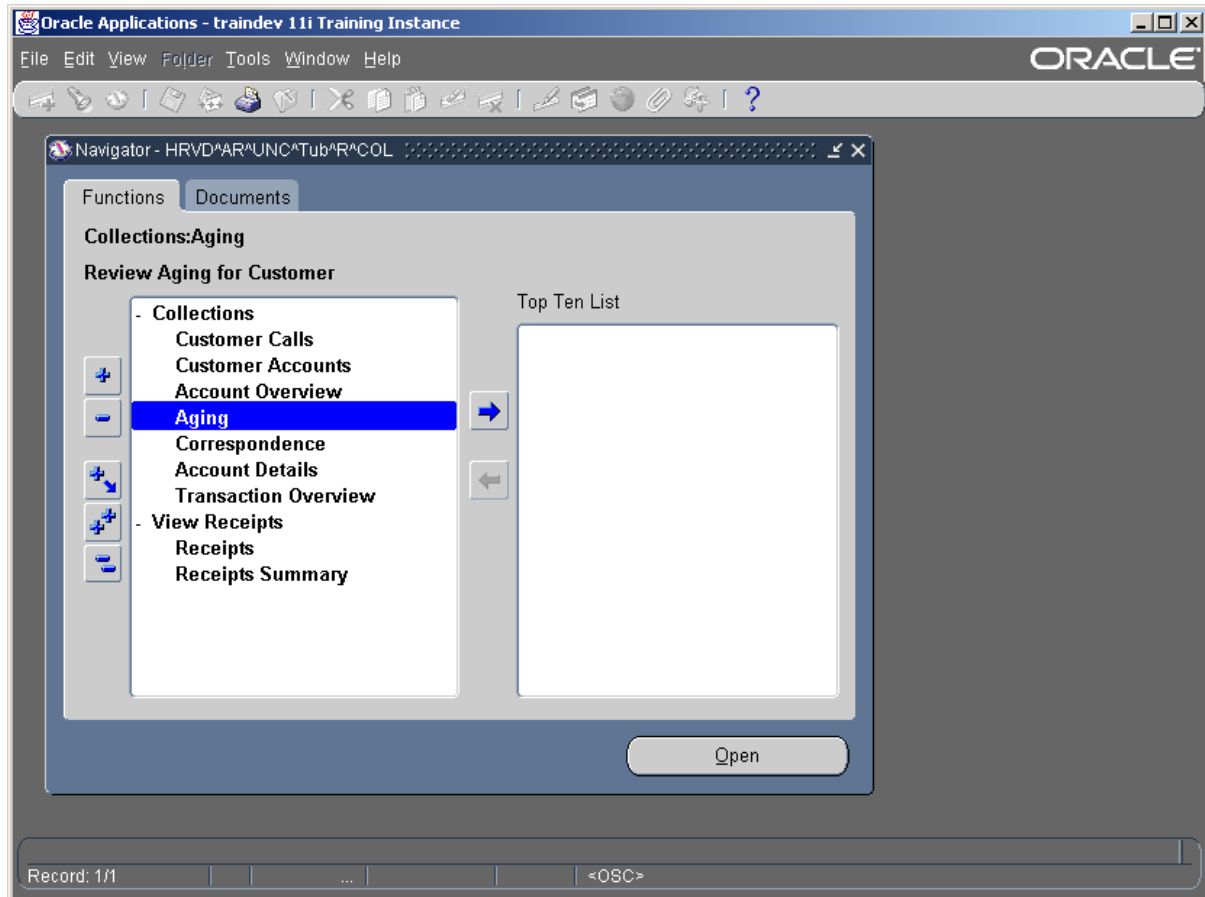 Oracle Applications - traindev 11i Training Instance
File Edit View Folder Tools Window Help
ORACLE
?
Navigator - HRVD^AR^UNC^Tub^R^COL
Functions Documents
Collections:Aging
Review Aging for Customer
Top Ten List
- Collections
Customer Calls
Customer Accounts
Account Overview
Aging
Correspondence
Account Details
Transaction Overview
- View Receipts
Receipts
Receipts Summary
Open
Record: 1/1 ... <OSC>